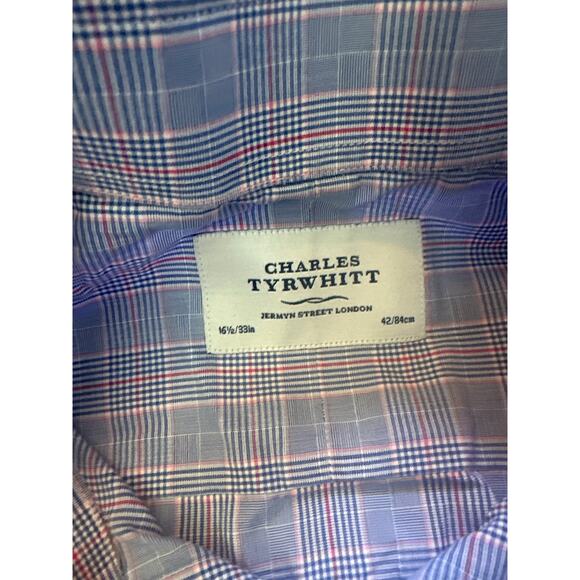 CHARLES
TYRWHITT
JERMYN STREET LONDON
16½/33in 42/84cm